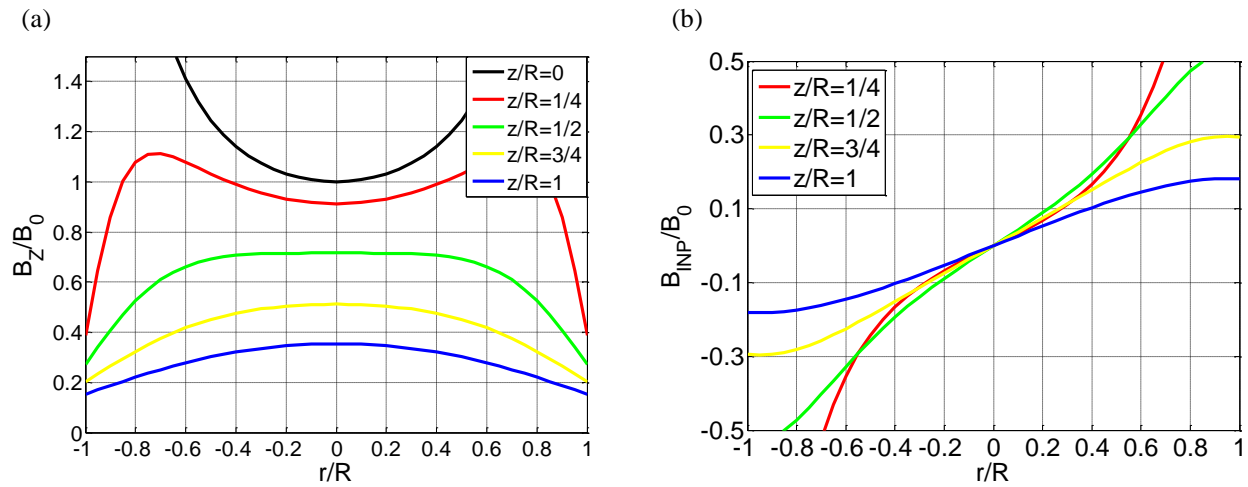 (a)
(b)
1.4
1.2
1
0.8
0.6
0.4
0.2
0
B_Z/B_0
z/R=0
z/R=1/4
z/R=1/2
z/R=3/4
z/R=1
-1 -0.8 -0.6 -0.4 -0.2 0 0.2 0.4 0.6 0.8 1
r/R
0.5
0.3
0.1
-0.1
-0.3
-0.5
B_INP/B_0
z/R=1/4
z/R=1/2
z/R=3/4
z/R=1
-1 -0.8 -0.6 -0.4 -0.2 0 0.2 0.4 0.6 0.8 1
r/R